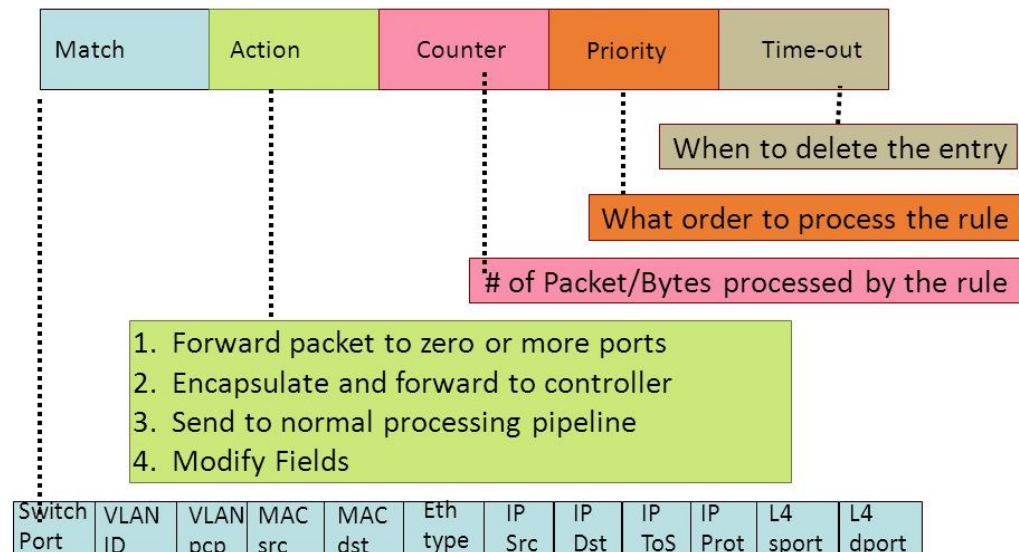 Match Action Counter Priority Time-out
When to delete the entry
What order to process the rule
# of Packet/Bytes processed by the rule
1. Forward packet to zero or more ports
2. Encapsulate and forward to controller
3. Send to normal processing pipeline
4. Modify Fields
Switch VLAN VLAN MAC MAC Eth IP IP IP IP L4 L4
Port ID pcp src dst type Src Dst ToS Prot sport dport